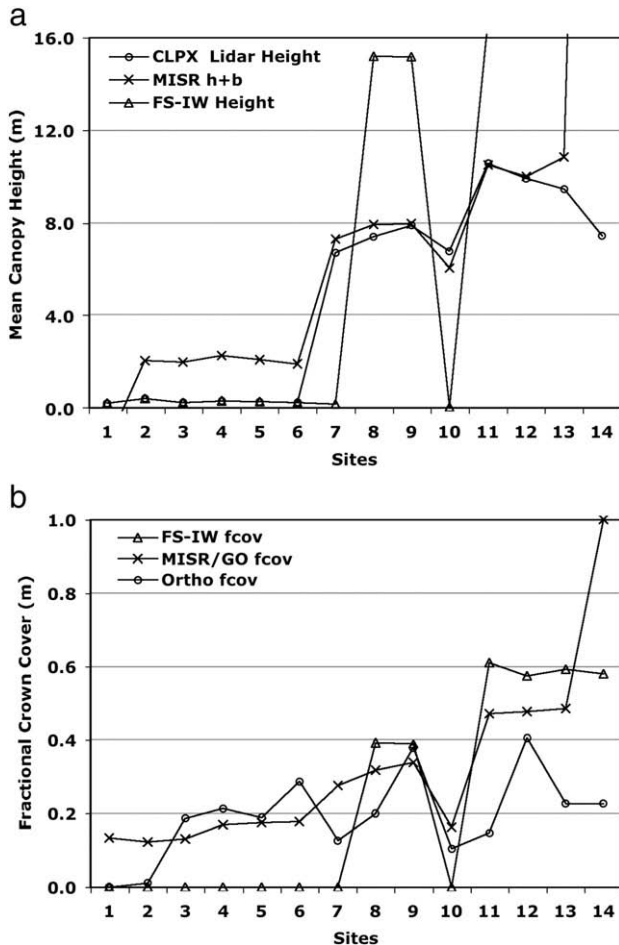 a
16.0
12.0
8.0
4.0
0.0
Mean Canopy Height (m)
CLPX Lidar Height
MISR h+b
FS-IW Height
1 2 3 4 5 6 7 8 9 10 11 12 13 14
Sites
b
1.0
0.8
0.6
0.4
0.2
0.0
Fractional Crown Cover (m)
FS-IW fcov
MISR/GO fcov
Ortho fcov
1 2 3 4 5 6 7 8 9 10 11 12 13 14
Sites